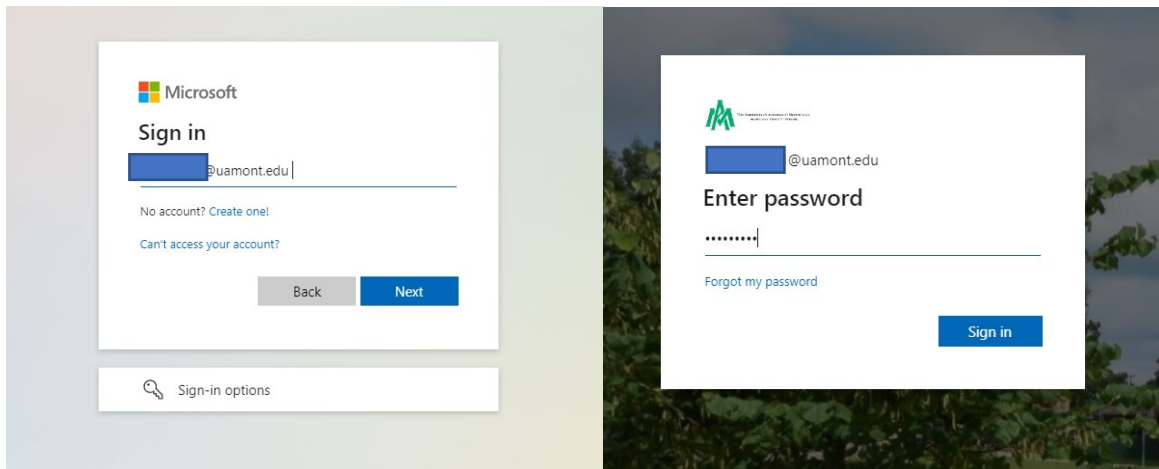 Microsoft
Sign in
@uamont.edu
No account? Create one!
Can't access your account?
Back Next
Sign-in options
@uamont.edu
Enter password
•••••••••
Forgot my password
Sign in